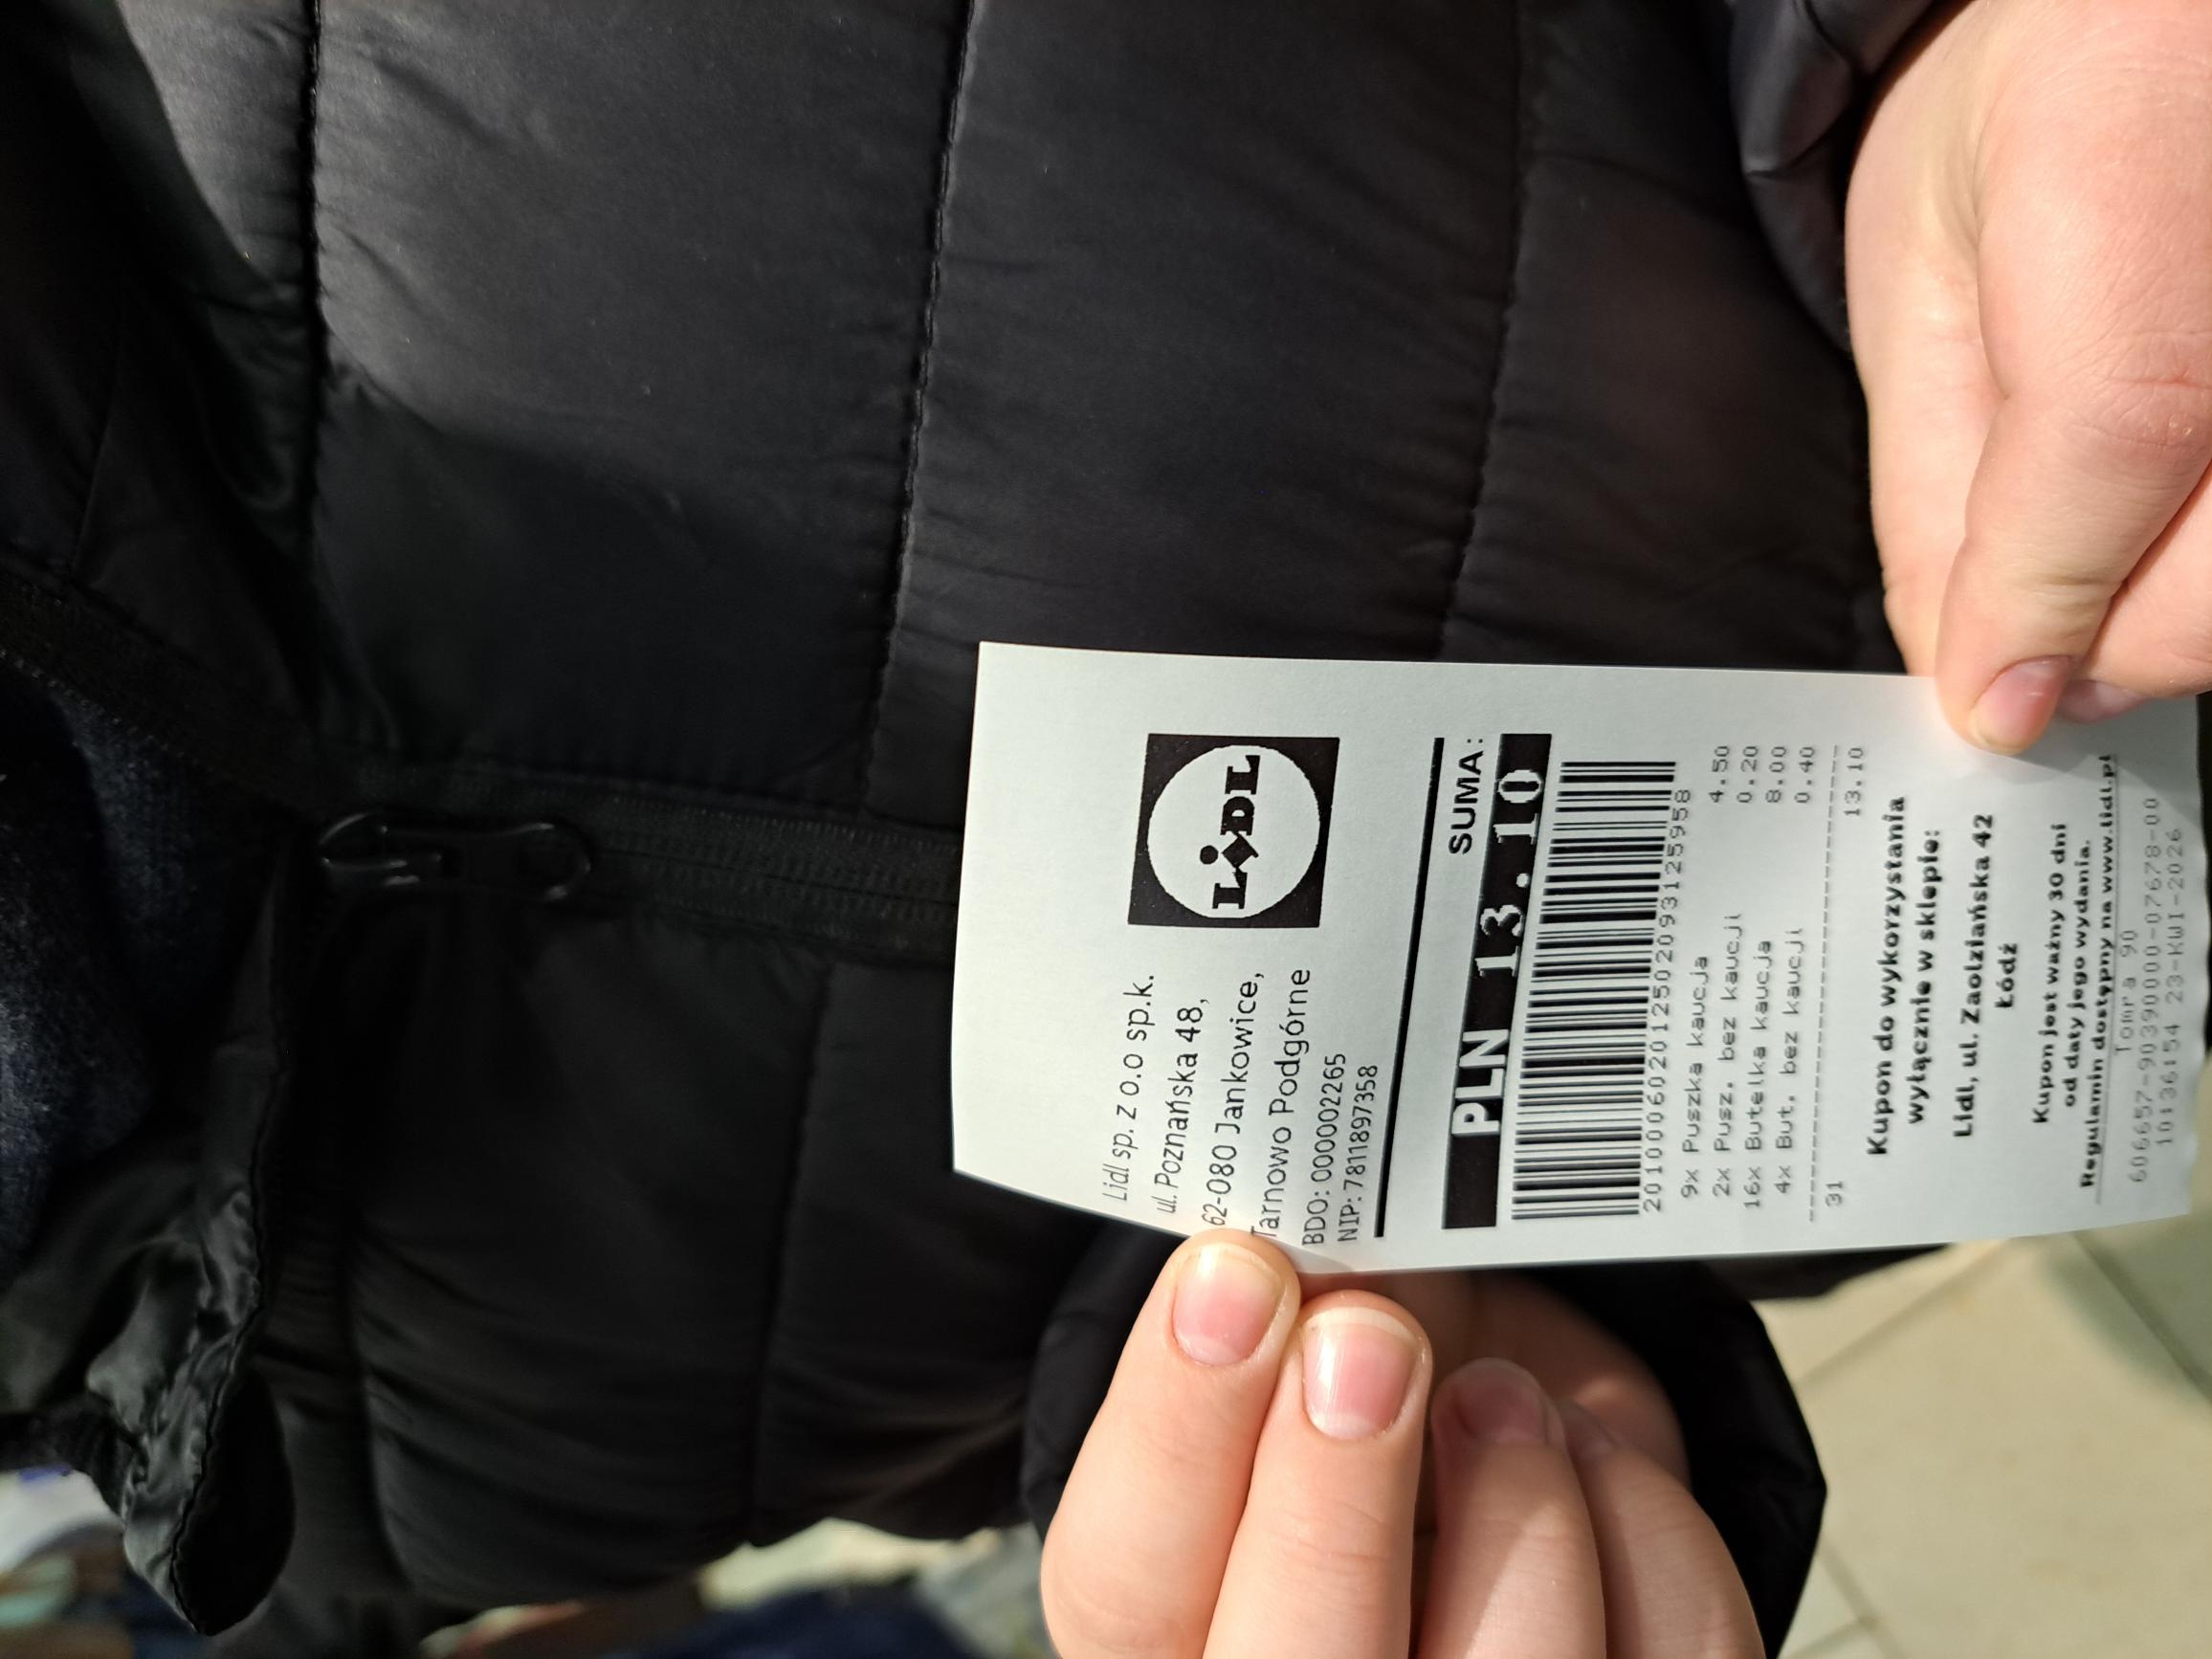 Lidl sp. z o.o sp.k.
ul. Poznańska 48,
62-080 Jankowice,
Tarnowo Podgórne
BDO: 000002265
NIP: 7811897358
LiDL
SUMA:
PLN 13.10
20100602012502093125958
9x Puszka kaucja 4.50
2x Pusz. bez kaucji 0.20
16x Butelka kaucja 8.00
4x But. bez kaucji 0.40
31 13.10
Kupon do wykorzystania
wyłącznie w sklepie:
Lidl, ul. Zaolziańska 42
Łódź
Kupon jest ważny 30 dni
od daty jego wydania.
Regulamin dostępny na www.lidl.pl
Tomra 90
606657-90390000-07678-00
10136154 23-KWI-2026